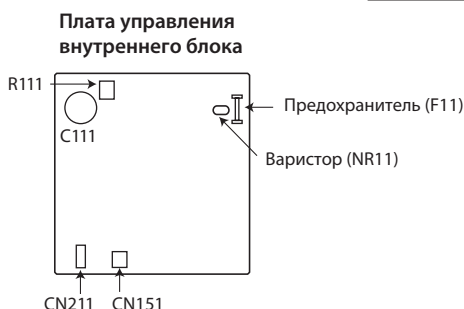 Плата управления
внутреннего блока
R111
C111
Предохранитель (F11)
Варистор (NR11)
CN211
CN151